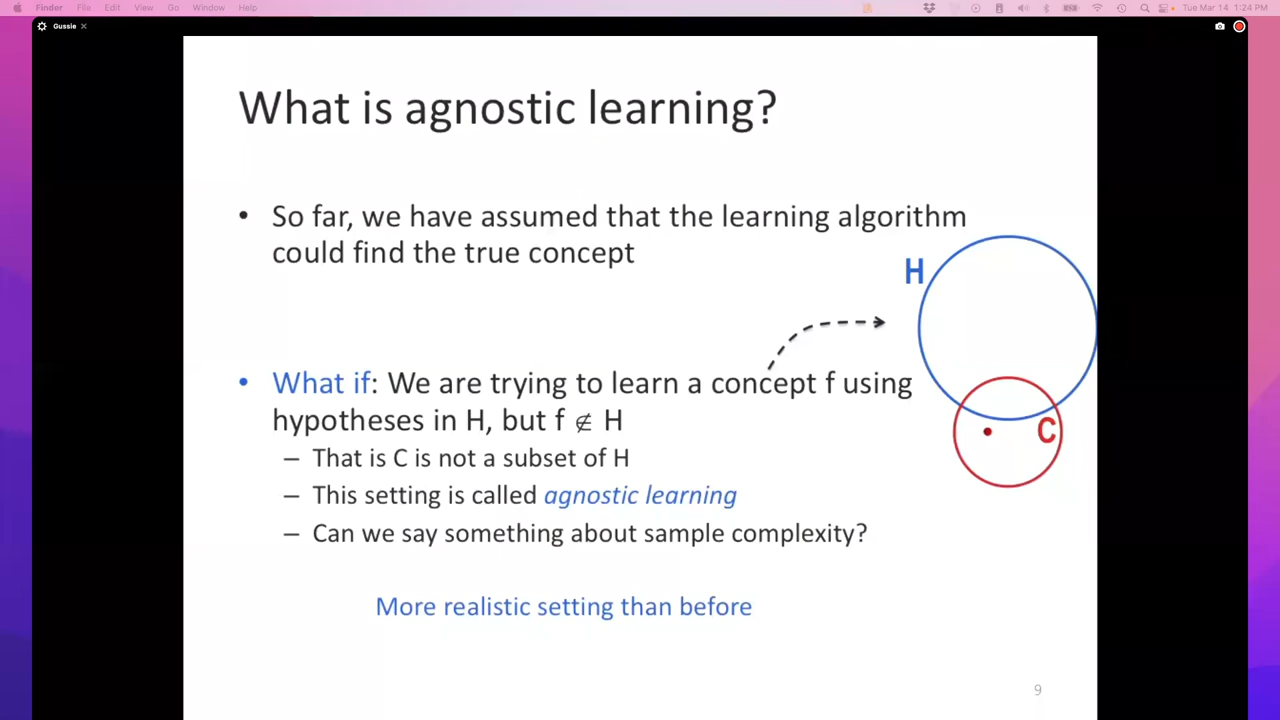 Finder File Edit View Go Window Help
Tue Mar 14 1:24 PM
Gussie
What is agnostic learning?
• So far, we have assumed that the learning algorithm
could find the true concept
H
• What if: We are trying to learn a concept f using
hypotheses in H, but f ∉ H
C
– That is C is not a subset of H
– This setting is called agnostic learning
– Can we say something about sample complexity?
More realistic setting than before
9